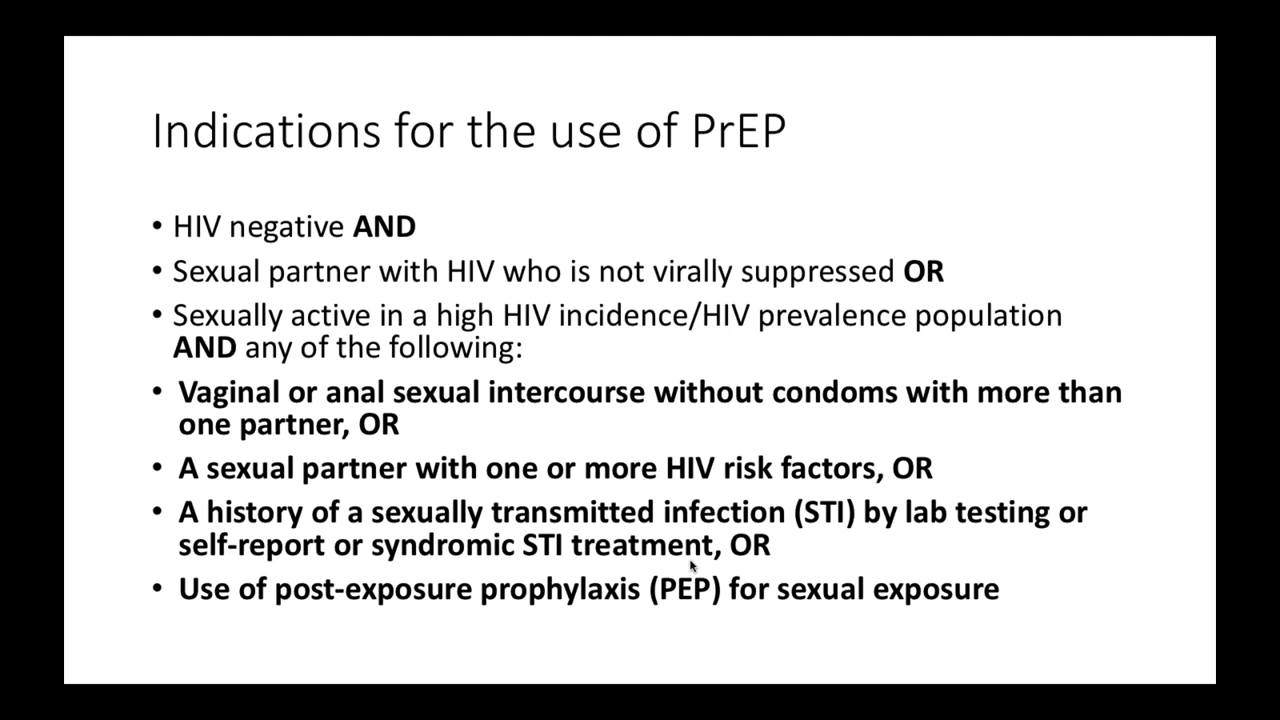 Indications for the use of PrEP
• HIV negative AND
• Sexual partner with HIV who is not virally suppressed OR
• Sexually active in a high HIV incidence/HIV prevalence population
AND any of the following:
• Vaginal or anal sexual intercourse without condoms with more than
one partner, OR
• A sexual partner with one or more HIV risk factors, OR
• A history of a sexually transmitted infection (STI) by lab testing or
self-report or syndromic STI treatment, OR
• Use of post-exposure prophylaxis (PEP) for sexual exposure